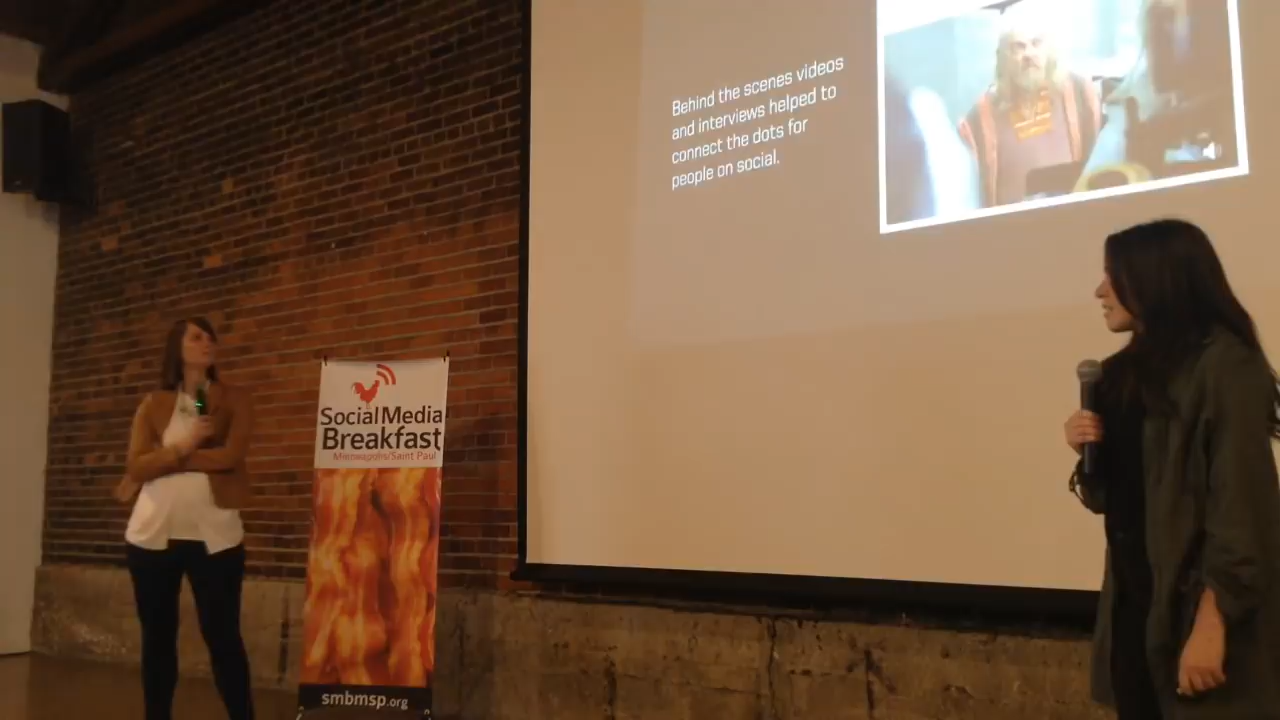 Behind the scenes videos
and interviews helped to
connect the dots for
people on social.
Social Media
Breakfast
Minneapolis/Saint Paul
smbmsp.org